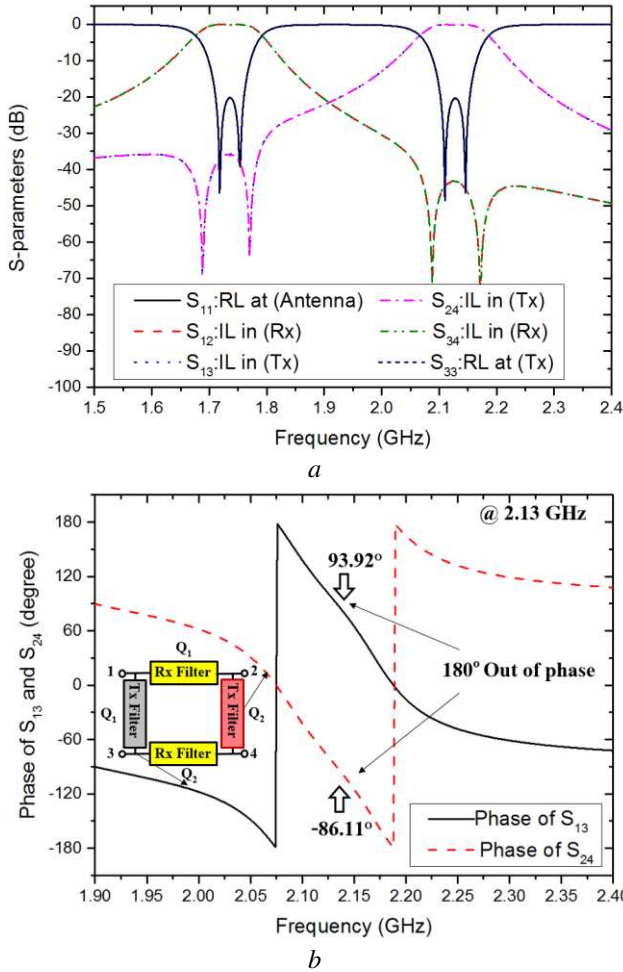 0
-10
-20
-30
-40
-50
-60
-70
-80
-90
-100
S-parameters (dB)
S₁₁:RL at (Antenna)
S₂₄:IL in (Tx)
S₁₂:IL in (Rx)
S₃₄:IL in (Rx)
S₁₃:IL in (Tx)
S₃₃:RL at (Tx)
1.5 1.6 1.7 1.8 1.9 2.0 2.1 2.2 2.3 2.4
Frequency (GHz)
a
180
120
60
0
-60
-120
-180
Phase of S₁₃ and S₂₄ (degree)
@ 2.13 GHz
93.92º
180º Out of phase
-86.11º
Q₁
1 Rx Filter 2
Q₁ Tx Filter Tx Filter Q₂
3 Rx Filter 4
Q₂
Phase of S₁₃
Phase of S₂₄
1.90 1.95 2.00 2.05 2.10 2.15 2.20 2.25 2.30 2.35 2.40
Frequency (GHz)
b